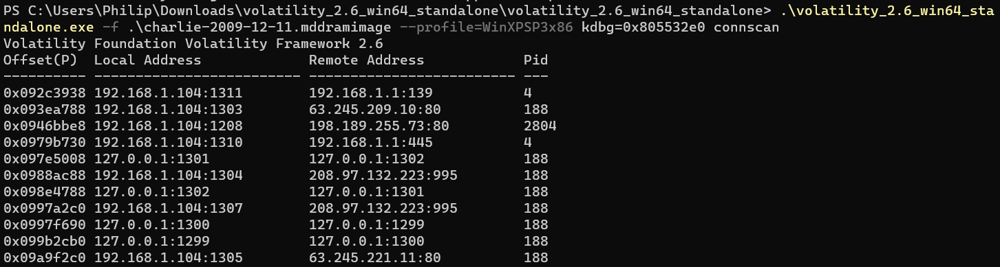 PS C:\Users\Philip\Downloads\volatility_2.6_win64_standalone\volatility_2.6_win64_standalone> .\volatility_2.6_win64_sta
ndalone.exe -f .\charlie-2009-12-11.mddramimage --profile=WinXPSP3x86 kdbg=0x805532e0 connscan
Volatility Foundation Volatility Framework 2.6
Offset(P)  Local Address             Remote Address            Pid
---------- ------------------------- ------------------------- ---
0x092c3938 192.168.1.104:1311        192.168.1.1:139           4
0x093ea788 192.168.1.104:1303        63.245.209.10:80          188
0x0946bbe8 192.168.1.104:1208        198.189.255.73:80         2804
0x0979b730 192.168.1.104:1310        192.168.1.1:445           4
0x097e5008 127.0.0.1:1301            127.0.0.1:1302            188
0x0988ac88 192.168.1.104:1304        208.97.132.223:995        188
0x098e4788 127.0.0.1:1302            127.0.0.1:1301            188
0x0997a2c0 192.168.1.104:1307        208.97.132.223:995        188
0x0997f690 127.0.0.1:1300            127.0.0.1:1299            188
0x099b2cb0 127.0.0.1:1299            127.0.0.1:1300            188
0x09a9f2c0 192.168.1.104:1305        63.245.221.11:80          188